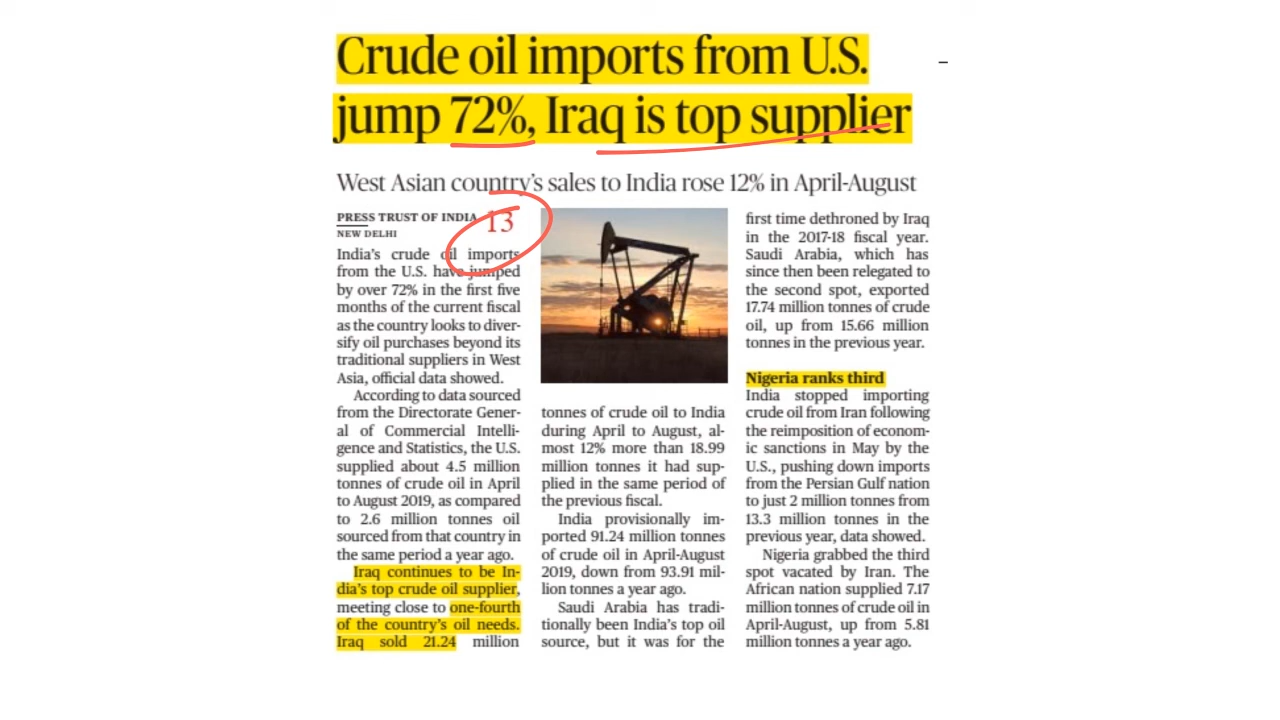 Crude oil imports from U.S.
jump 72%, Iraq is top supplier
West Asian country's sales to India rose 12% in April-August
PRESS TRUST OF INDIA
13
NEW DELHI
India's crude oil imports
from the U.S. have jumped
by over 72% in the first five
months of the current fiscal
as the country looks to diver-
sify oil purchases beyond its
traditional suppliers in West
Asia, official data showed.
According to data sourced
from the Directorate Gener-
al of Commercial Intelli-
gence and Statistics, the U.S.
supplied about 4.5 million
tonnes of crude oil in April
to August 2019, as compared
to 2.6 million tonnes oil
sourced from that country in
the same period a year ago.
Iraq continues to be In-
dia's top crude oil supplier,
meeting close to one-fourth
of the country's oil needs.
Iraq sold 21.24 million
tonnes of crude oil to India
during April to August, al-
most 12% more than 18.99
million tonnes it had sup-
plied in the same period of
the previous fiscal.
India provisionally im-
ported 91.24 million tonnes
of crude oil in April-August
2019, down from 93.91 mil-
lion tonnes a year ago.
Saudi Arabia has tradi-
tionally been India's top oil
source, but it was for the
first time dethroned by Iraq
in the 2017-18 fiscal year.
Saudi Arabia, which has
since then been relegated to
the second spot, exported
17.74 million tonnes of crude
oil, up from 15.66 million
tonnes in the previous year.
Nigeria ranks third
India stopped importing
crude oil from Iran following
the reimposition of econom-
ic sanctions in May by the
U.S., pushing down imports
from the Persian Gulf nation
to just 2 million tonnes from
13.3 million tonnes in the
previous year, data showed.
Nigeria grabbed the third
spot vacated by Iran. The
African nation supplied 7.17
million tonnes of crude oil in
April-August, up from 5.81
million tonnes a year ago.